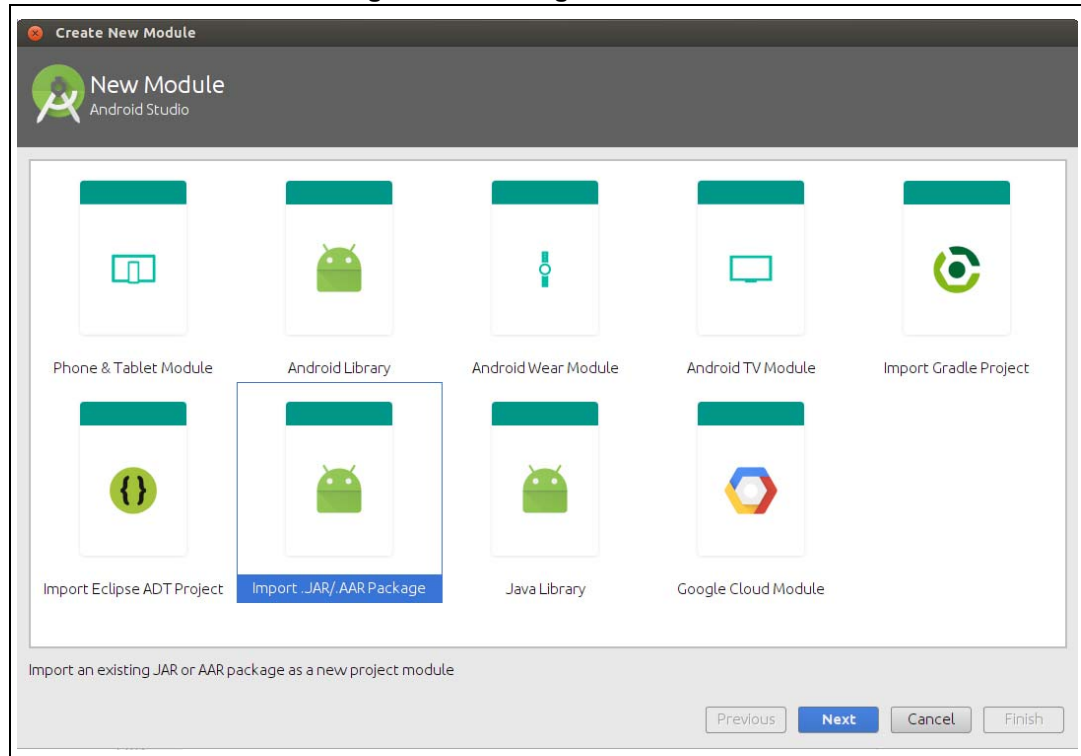 Create New Module
New Module
Android Studio
Phone & Tablet Module
Android Library
Android Wear Module
Android TV Module
Import Gradle Project
Import Eclipse ADT Project
Import .JAR/.AAR Package
Java Library
Google Cloud Module
Import an existing JAR or AAR package as a new project module
Previous
Next
Cancel
Finish